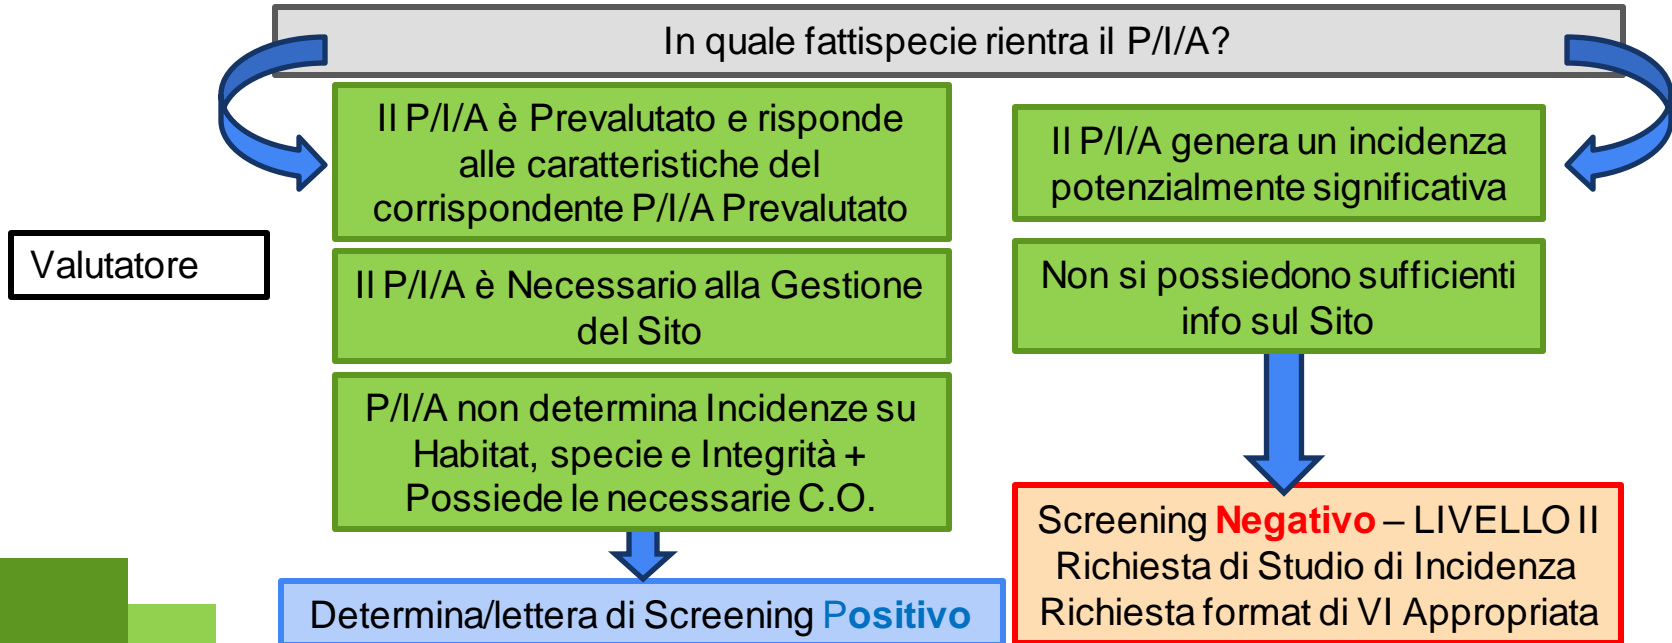 In quale fattispecie rientra il P/I/A?
Il P/I/A è Prevalutato e risponde
alle caratteristiche del
corrispondente P/I/A Prevalutato
Il P/I/A è Necessario alla Gestione
del Sito
P/I/A non determina Incidenze su
Habitat, specie e Integrità +
Possiede le necessarie C.O.
Determina/lettera di Screening Positivo
Valutatore
Il P/I/A genera un incidenza
potenzialmente significativa
Non si possiedono sufficienti
info sul Sito
Screening Negativo – LIVELLO II
Richiesta di Studio di Incidenza
Richiesta format di VI Appropriata